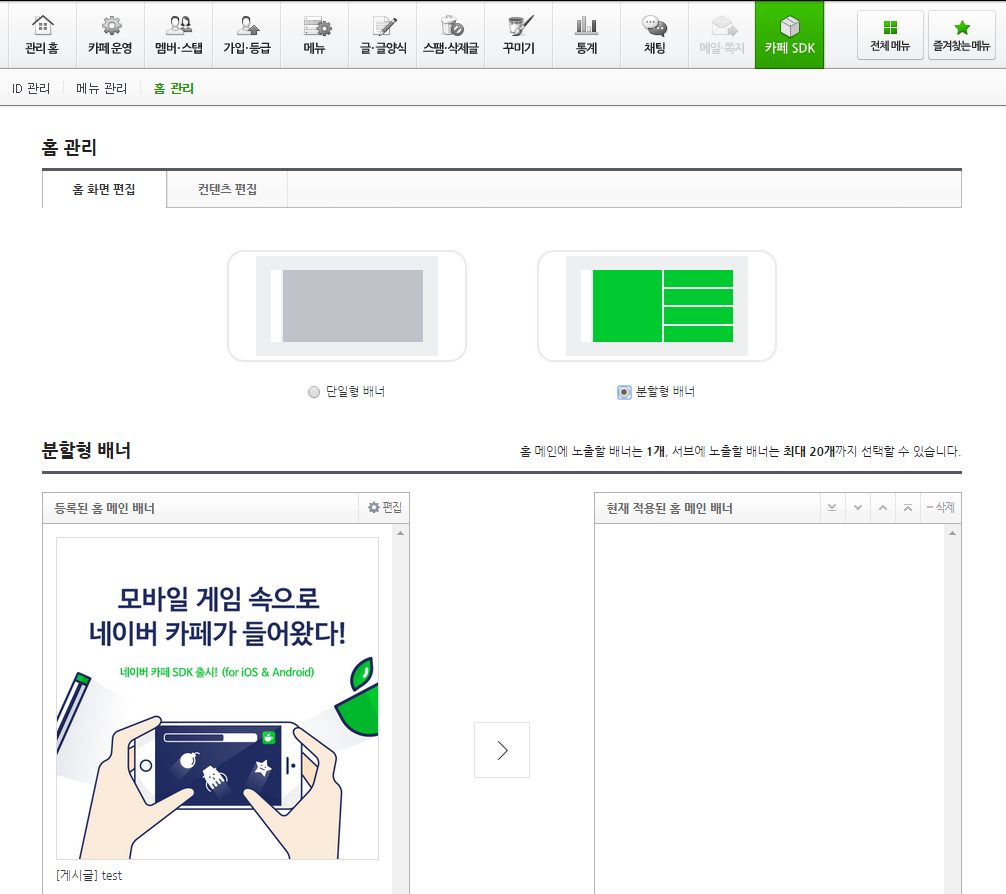 관리 홈
카페 운영
멤버·스탭
가입·등급
메뉴
글·글양식
스팸·삭제글
꾸미기
통계
채팅
메일·쪽지
카페 SDK
전체 메뉴
즐겨찾는 메뉴
ID 관리 메뉴 관리 홈 관리
홈 관리
홈 화면 편집 컨텐츠 편집
단일형 배너 분할형 배너
분할형 배너
홈 메인에 노출할 배너는 1개, 서브에 노출할 배너는 최대 20개까지 선택할 수 있습니다.
등록된 홈 메인 배너 편집
현재 적용된 홈 메인 배너 삭제
모바일 게임 속으로
네이버 카페가 들어왔다!
네이버 카페 SDK 출시! (for iOS & Android)
[게시글] test